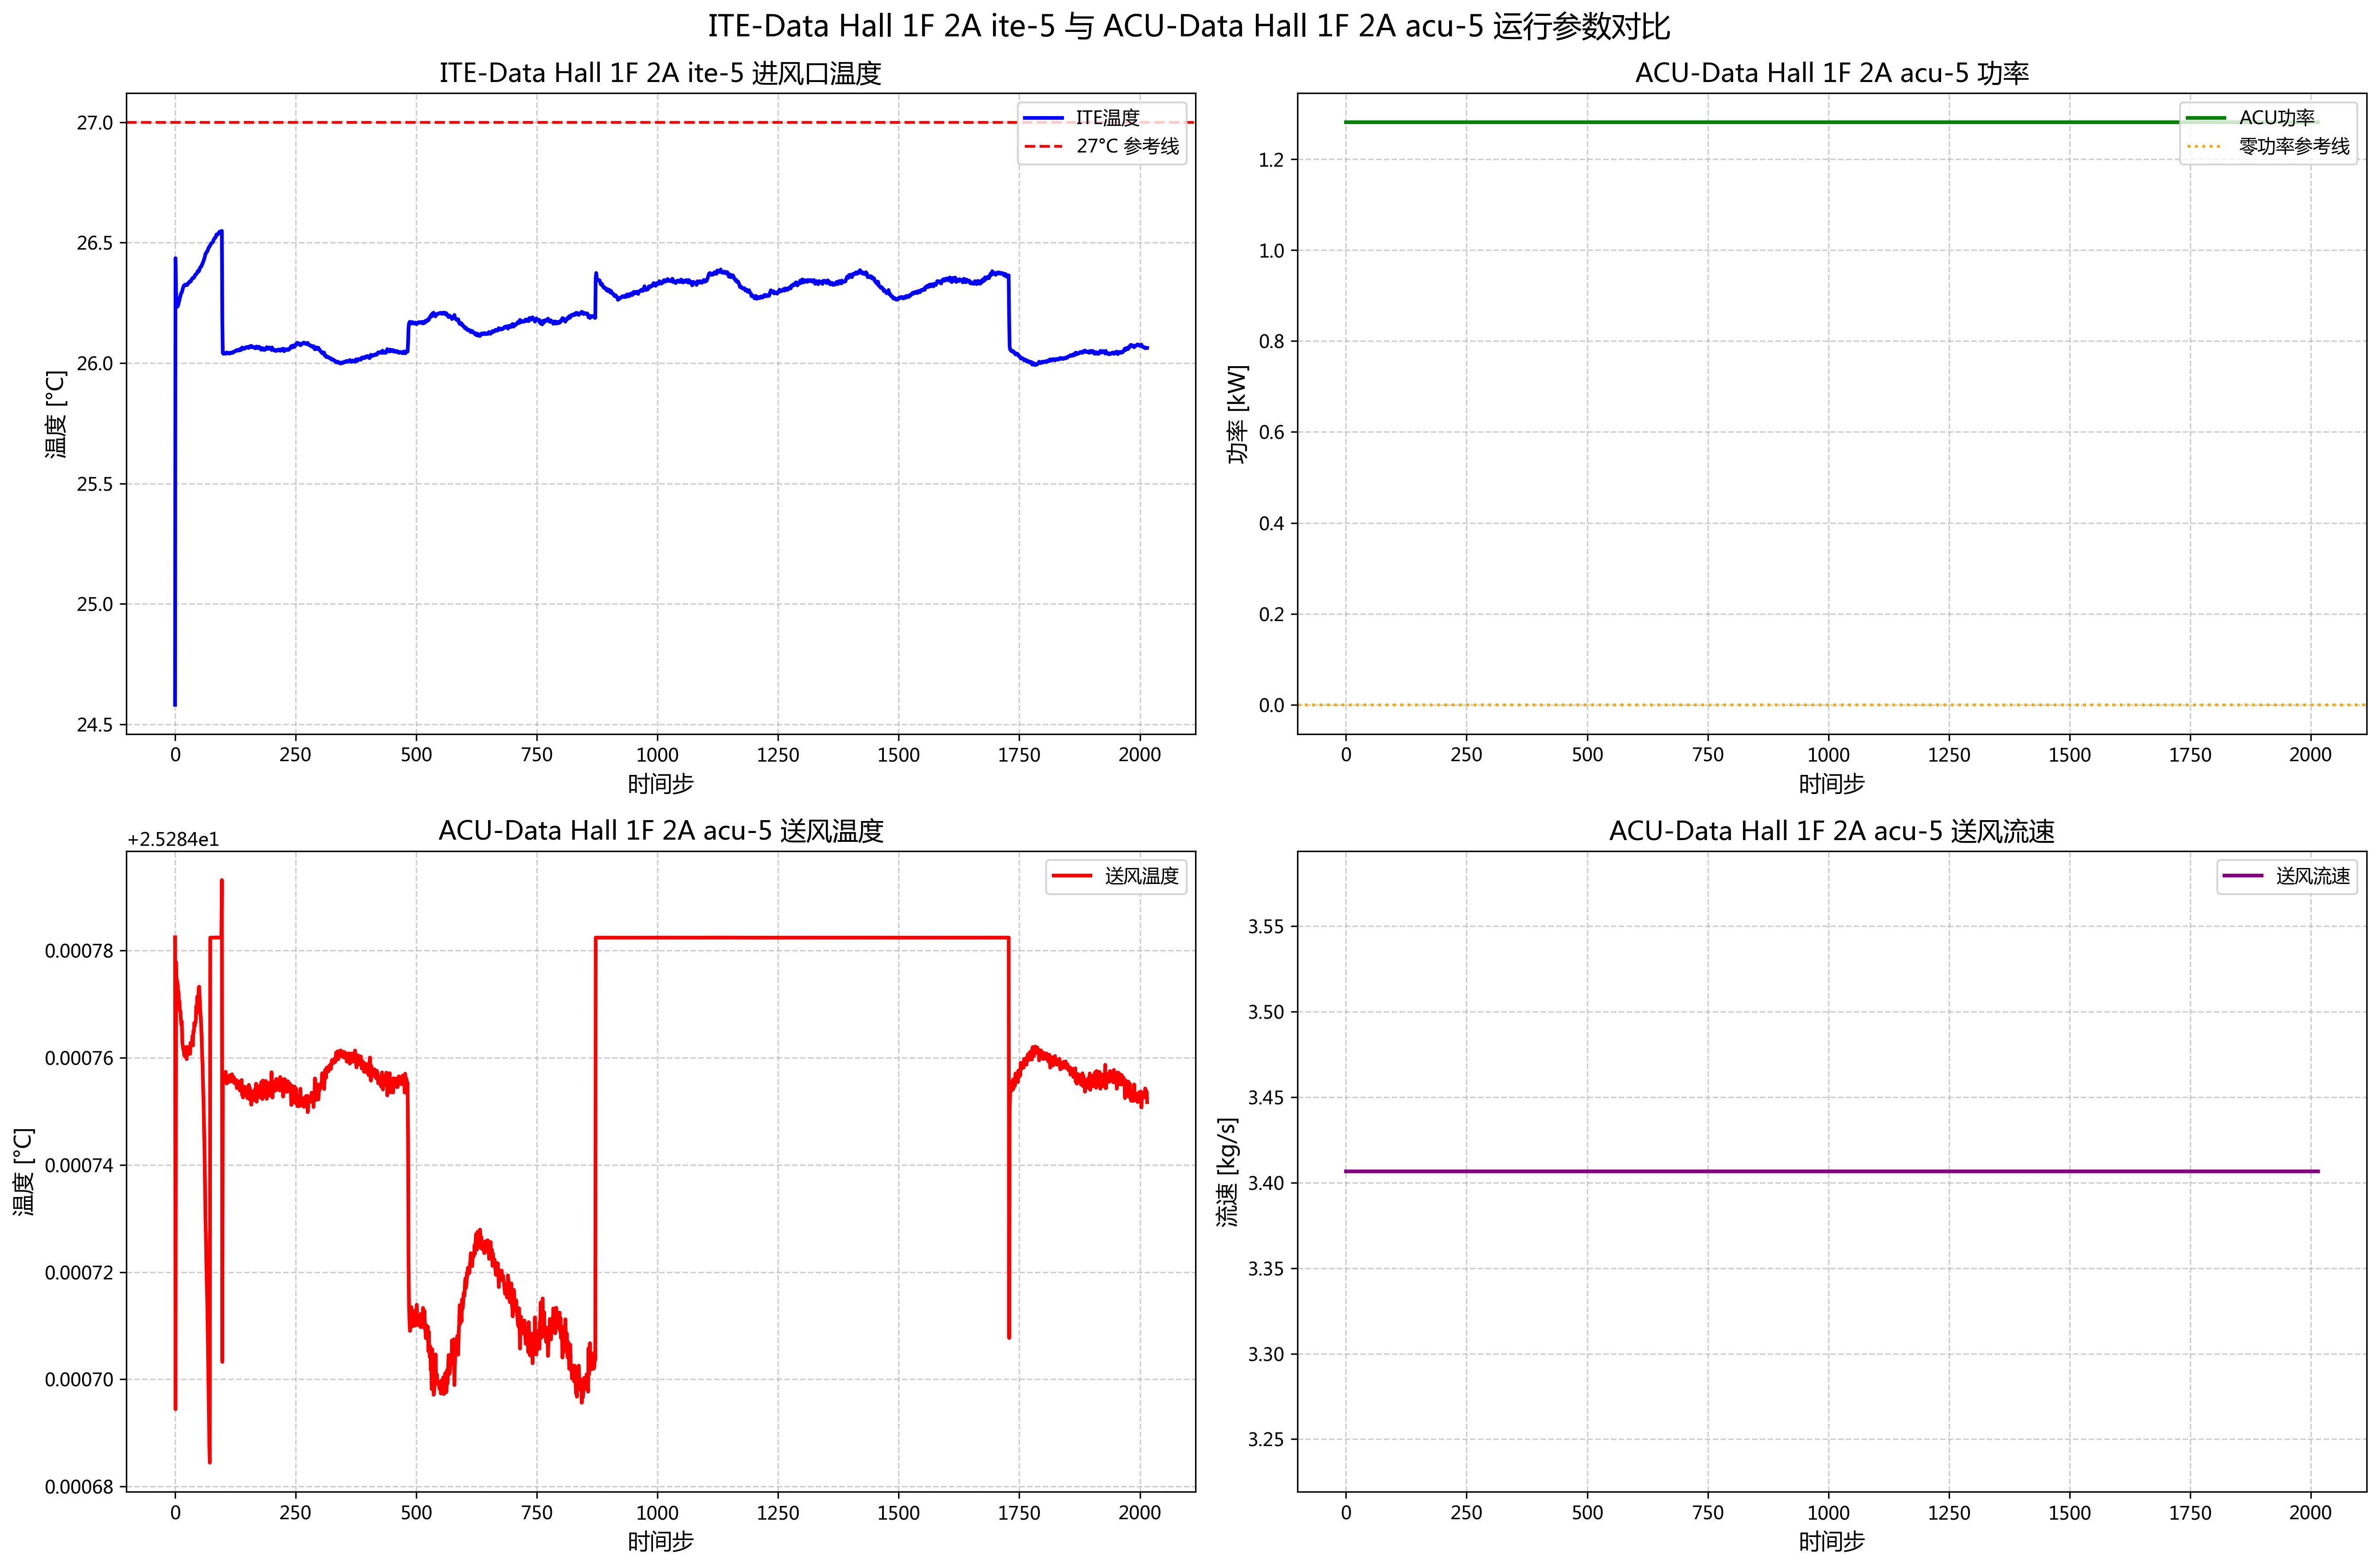 ITE-Data Hall 1F 2A ite-5 与 ACU-Data Hall 1F 2A acu-5 运行参数对比
ITE-Data Hall 1F 2A ite-5 进风口温度
27.0
26.5
26.0
25.5
25.0
24.5
温度 [°C]
ITE温度
27°C 参考线
0 250 500 750 1000 1250 1500 1750 2000
时间步
ACU-Data Hall 1F 2A acu-5 功率
1.2
1.0
0.8
0.6
0.4
0.2
0.0
功率 [kW]
ACU功率
零功率参考线
0 250 500 750 1000 1250 1500 1750 2000
时间步
ACU-Data Hall 1F 2A acu-5 送风温度
+2.5284e1
0.00078
0.00076
0.00074
0.00072
0.00070
0.00068
温度 [°C]
送风温度
0 250 500 750 1000 1250 1500 1750 2000
时间步
ACU-Data Hall 1F 2A acu-5 送风流速
3.55
3.50
3.45
3.40
3.35
3.30
3.25
流速 [kg/s]
送风流速
0 250 500 750 1000 1250 1500 1750 2000
时间步